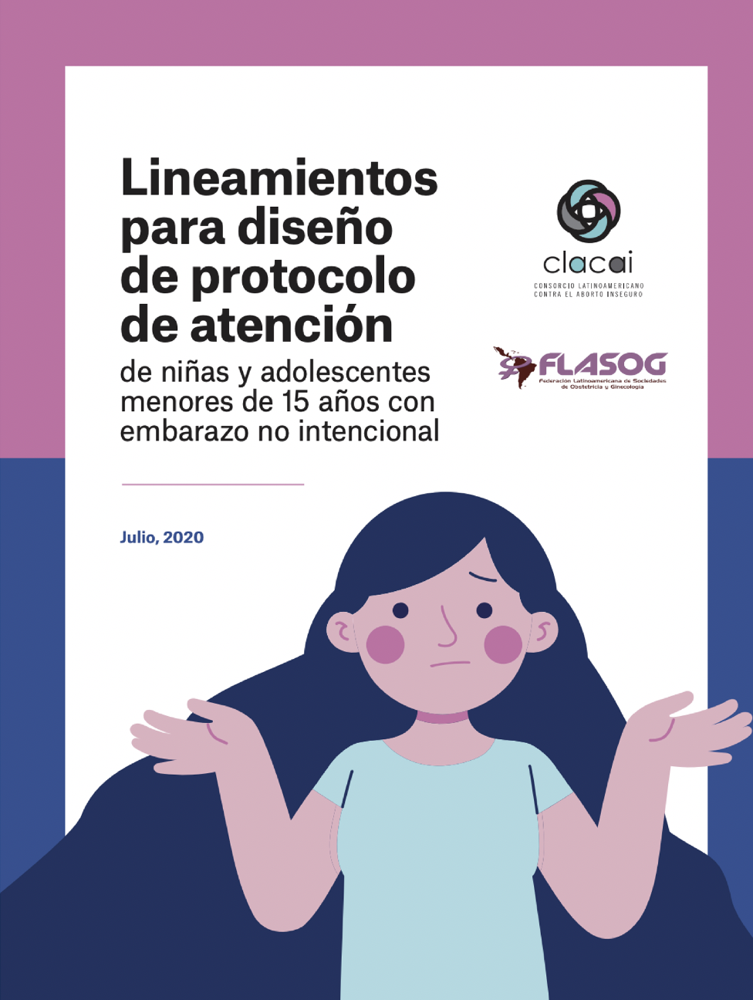 Lineamientos
para diseño
de protocolo
de atención
de niñas y adolescentes
menores de 15 años con
embarazo no intencional
Julio, 2020
clacai
CONSORCIO LATINOAMERICANO
CONTRA EL ABORTO INSEGURO
FLASOG
Federación Latinoamericana de Sociedades
de Obstetricia y Ginecología